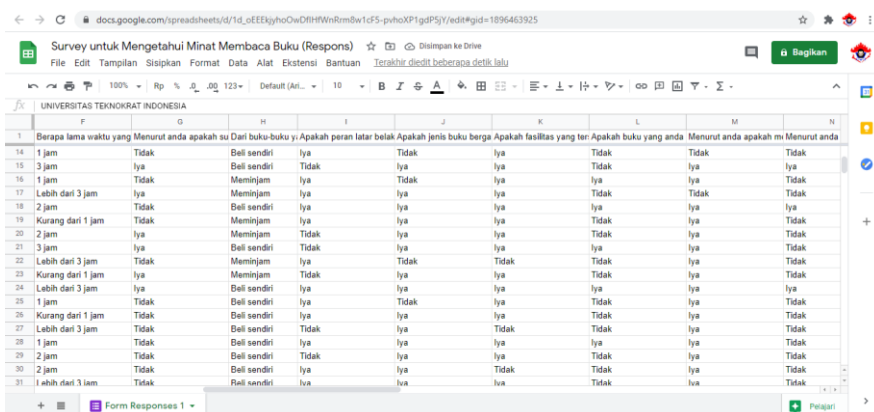 docs.google.com/spreadsheets/d/1d_oEEEkjyhoOwDflHfWnRrm8w1cF5-pvhoXP1gdP5jY/edit#gid=1896463925
Survey untuk Mengetahui Minat Membaca Buku (Respons) Disimpan ke Drive
File Edit Tampilan Sisipkan Format Data Alat Ekstensi Bantuan Terakhir diedit beberapa detik lalu
Bagikan
100% Rp % .0 .00 123 Default (Ari... 10 B I S A
fx UNIVERSITAS TEKNOKRAT INDONESIA
F G H I J K L M N
1 Berapa lama waktu yang Menurut anda apakah su Dari buku-buku ya Apakah peran latar belak Apakah jenis buku berga Apakah fasilitas yang ter Apakah buku yang anda Menurut anda apakah me Menurut anda
14 1 jam Tidak Beli sendiri Iya Tidak Iya Tidak Tidak Tidak
15 3 jam Iya Beli sendiri Tidak Iya Iya Tidak Iya Iya
16 1 jam Tidak Meminjam Iya Tidak Iya Iya Iya Tidak
17 Lebih dari 3 jam Iya Meminjam Iya Iya Iya Tidak Tidak Tidak
18 2 jam Tidak Beli sendiri Iya Iya Iya Iya Iya Iya
19 Kurang dari 1 jam Tidak Meminjam Iya Iya Iya Tidak Iya Tidak
20 2 jam Iya Meminjam Tidak Iya Iya Tidak Iya Tidak
21 3 jam Iya Beli sendiri Tidak Iya Iya Iya Iya Tidak
22 Lebih dari 3 jam Tidak Meminjam Iya Tidak Tidak Tidak Iya Tidak
23 Kurang dari 1 jam Iya Meminjam Tidak Iya Iya Tidak Iya Tidak
24 Lebih dari 3 jam Iya Beli sendiri Iya Iya Iya Iya Iya Iya
25 1 jam Tidak Beli sendiri Iya Tidak Iya Tidak Iya Tidak
26 Kurang dari 1 jam Tidak Beli sendiri Iya Iya Iya Tidak Iya Tidak
27 Lebih dari 3 jam Tidak Beli sendiri Tidak Iya Tidak Tidak Iya Tidak
28 1 jam Iya Beli sendiri Iya Iya Iya Iya Iya Tidak
29 2 jam Iya Beli sendiri Tidak Iya Iya Tidak Iya Tidak
30 2 jam Tidak Beli sendiri Iya Iya Tidak Tidak Iya Tidak
31 Lebih dari 3 jam Tidak Beli sendiri Iya Iya Iya Tidak Iya Tidak
Form Responses 1 Pelajari